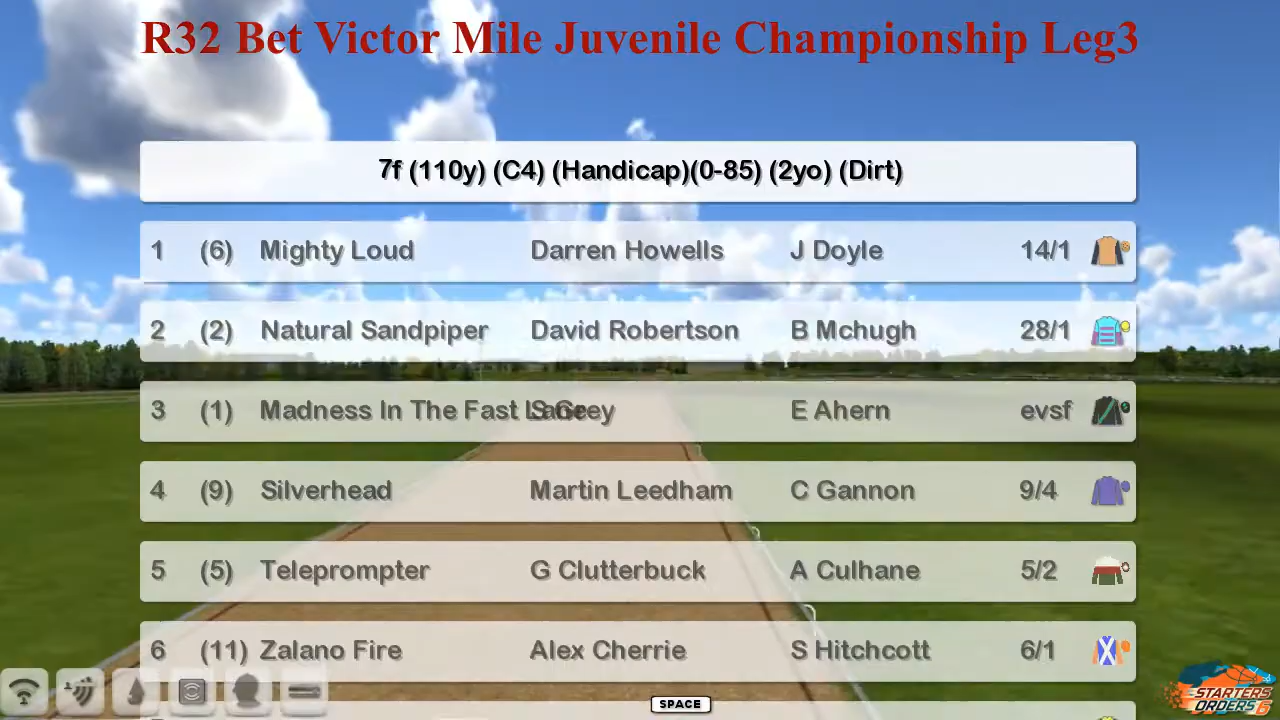 R32 Bet Victor Mile Juvenile Championship Leg3
7f (110y) (C4) (Handicap)(0-85) (2yo) (Dirt)
1 (6) Mighty Loud Darren Howells J Doyle 14/1
2 (2) Natural Sandpiper David Robertson B Mchugh 28/1
3 (1) Madness In The Fast Lane S Grey E Ahern evsf
4 (9) Silverhead Martin Leedham C Gannon 9/4
5 (5) Teleprompter G Clutterbuck A Culhane 5/2
6 (11) Zalano Fire Alex Cherrie S Hitchcott 6/1
SPACE
STARTERS
ORDERS 6